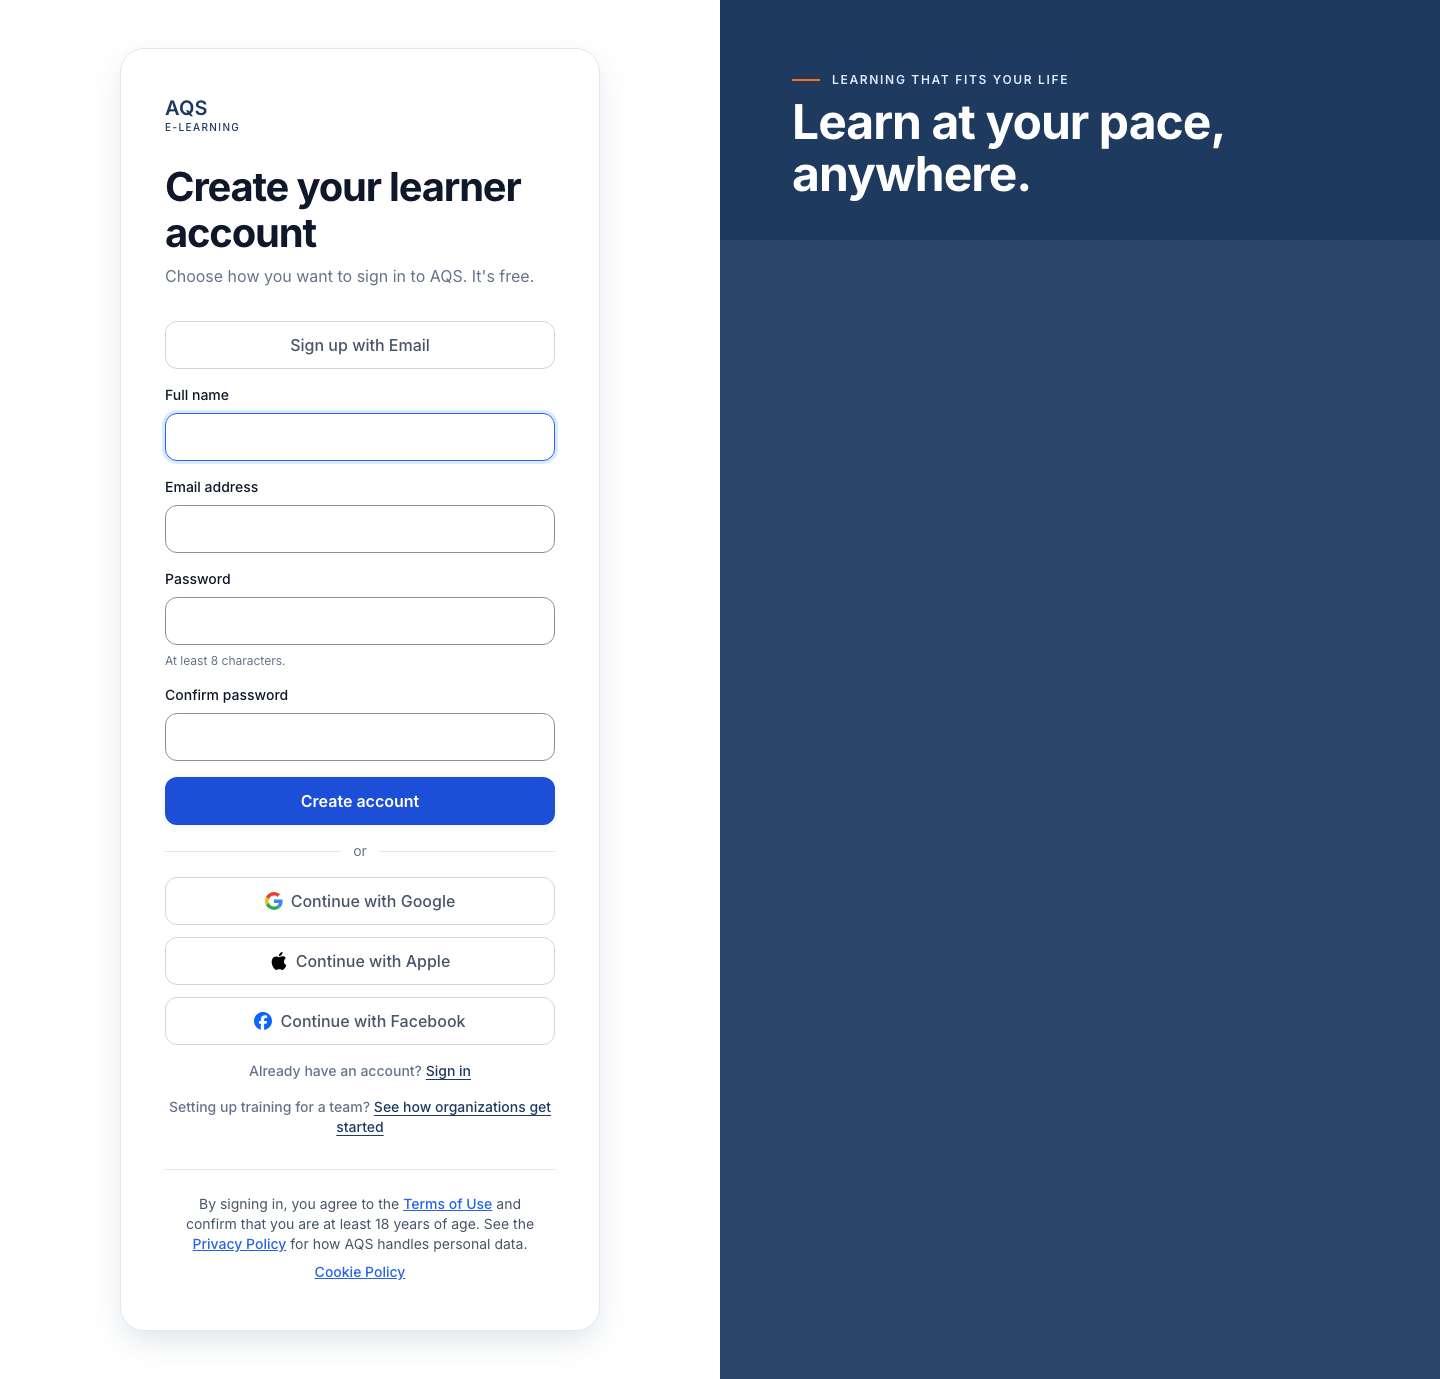 AQS
E-LEARNING
Create your learner
account
Choose how you want to sign in to AQS. It's free.
Sign up with Email
Full name
Email address
Password
At least 8 characters.
Confirm password
Create account
or
Continue with Google
Continue with Apple
Continue with Facebook
Already have an account? Sign in
Setting up training for a team? See how organizations get
started
By signing in, you agree to the Terms of Use and
confirm that you are at least 18 years of age. See the
Privacy Policy for how AQS handles personal data.
Cookie Policy
LEARNING THAT FITS YOUR LIFE
Learn at your pace,
anywhere.